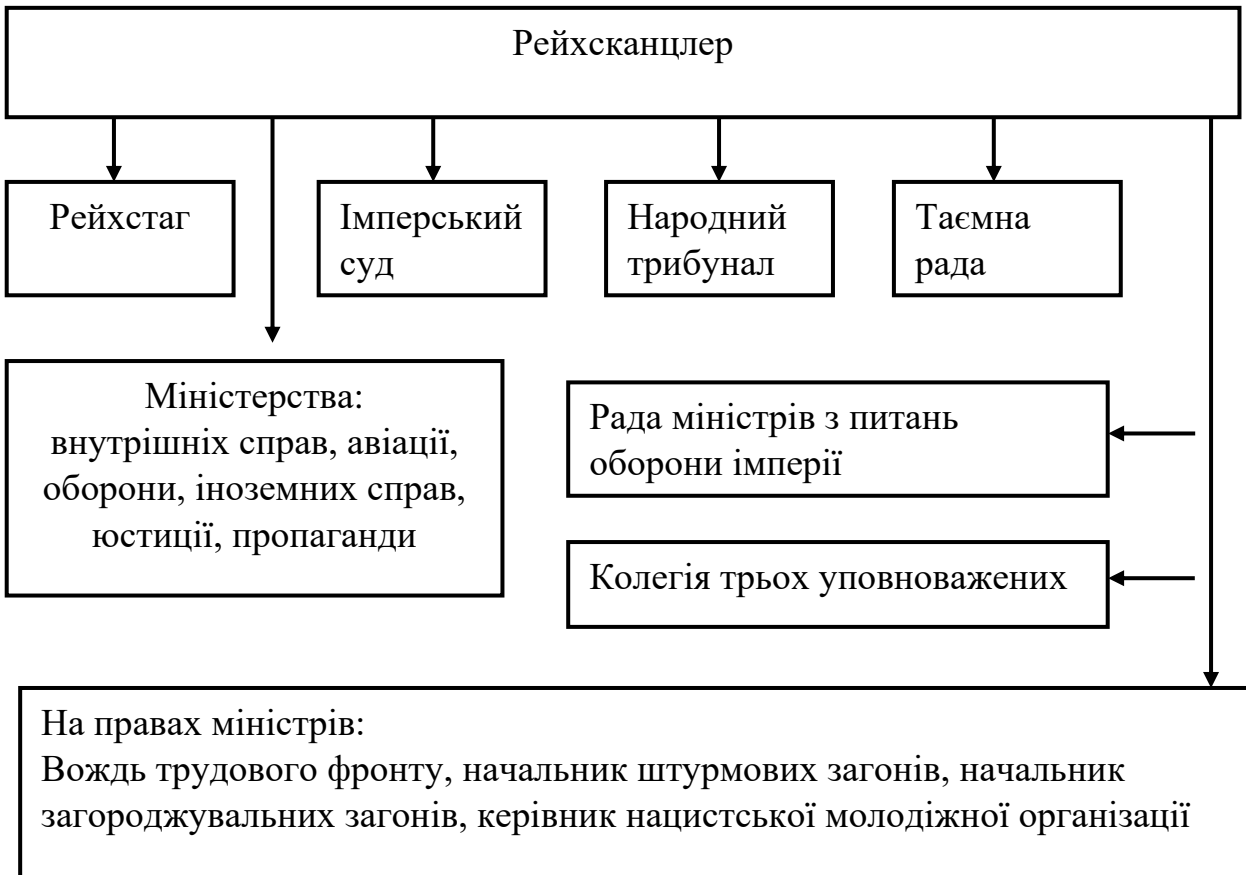 Рейхсканцлер
Рейхстаг
Імперський
суд
Народний
трибунал
Таємна
рада
Міністерства:
внутрішніх справ, авіації,
оборони, іноземних справ,
юстиції, пропаганди
Рада міністрів з питань
оборони імперії
Колегія трьох уповноважених
На правах міністрів:
Вождь трудового фронту, начальник штурмових загонів, начальник
загороджувальних загонів, керівник нацистської молодіжної організації